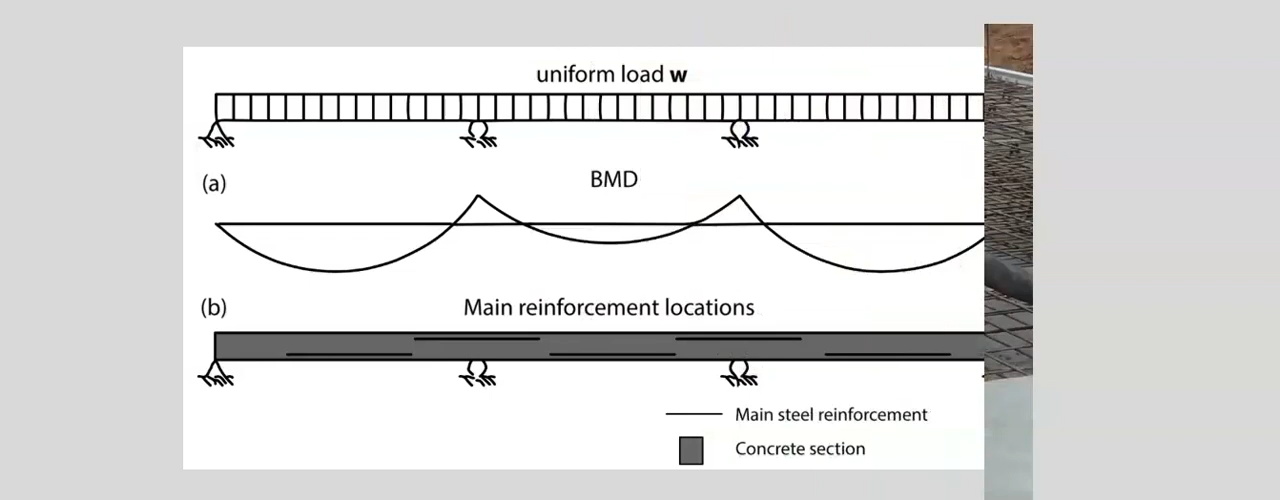 uniform load w
(a)
BMD
(b)
Main reinforcement locations
Main steel reinforcement
Concrete section